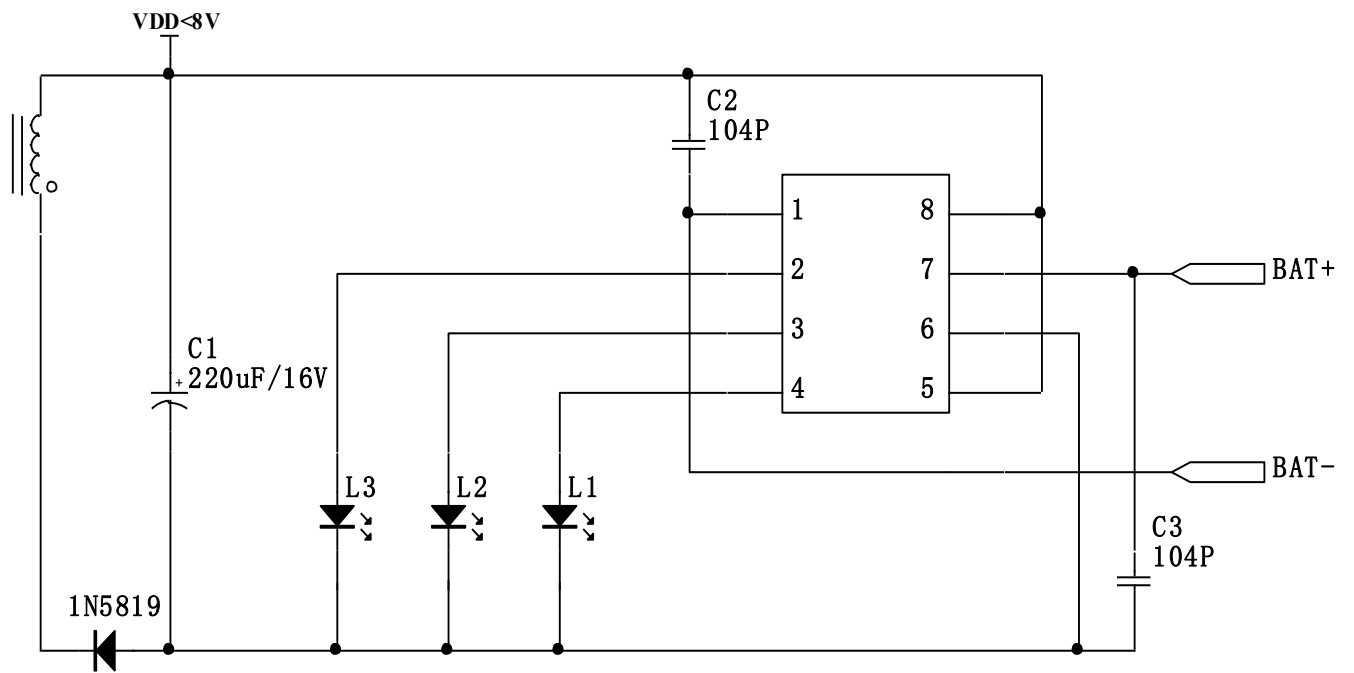 VDD<8V
C2
104P
1 8
2 7
BAT+
3 6
C1
220uF/16V
+
4 5
BAT-
L3 L2 L1
C3
104P
1N5819